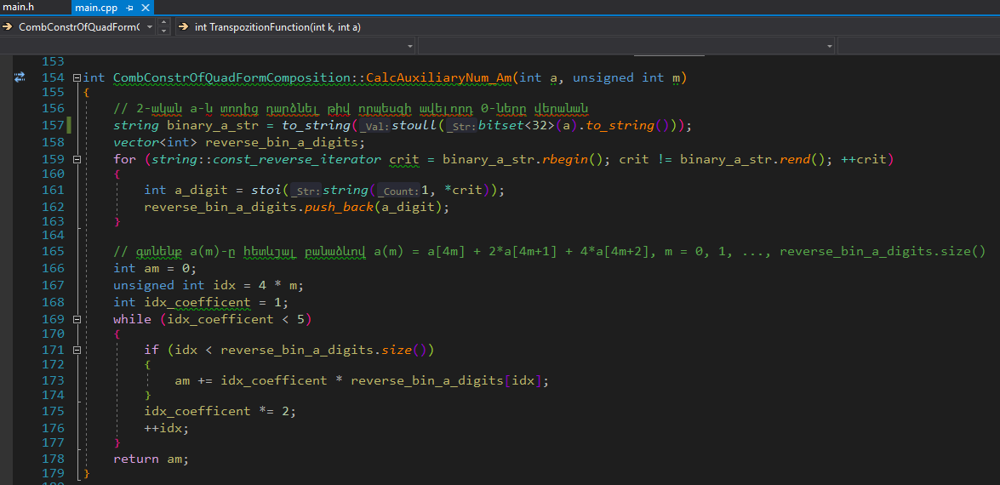 main.h
main.cpp
CombConstrOfQuadForm
int TranspozitionFunction(int k, int a)
153
154 int CombConstrOfQuadFormComposition::CalcAuxiliaryNum_Am(int a, unsigned int m)
155 {
156 // 2-ական a-ն տողից դարձնել թիվ որպեսզի ավելորդ 0-ները վերանան
157 string binary_a_str = to_string(_Val:stoull(_Str:bitset<32>(a).to_string()));
158 vector<int> reverse_bin_a_digits;
159 for (string::const_reverse_iterator crit = binary_a_str.rbegin(); crit != binary_a_str.rend(); ++crit)
160 {
161 int a_digit = stoi(_Str:string(_Count:1, *crit));
162 reverse_bin_a_digits.push_back(a_digit);
163 }
164
165 // գտնենք a(m)-ը հետևյալ բանաձևով a(m) = a[4m] + 2*a[4m+1] + 4*a[4m+2], m = 0, 1, ..., reverse_bin_a_digits.size()
166 int am = 0;
167 unsigned int idx = 4 * m;
168 int idx_coefficent = 1;
169 while (idx_coefficent < 5)
170 {
171 if (idx < reverse_bin_a_digits.size())
172 {
173 am += idx_coefficent * reverse_bin_a_digits[idx];
174 }
175 idx_coefficent *= 2;
176 ++idx;
177 }
178 return am;
179 }